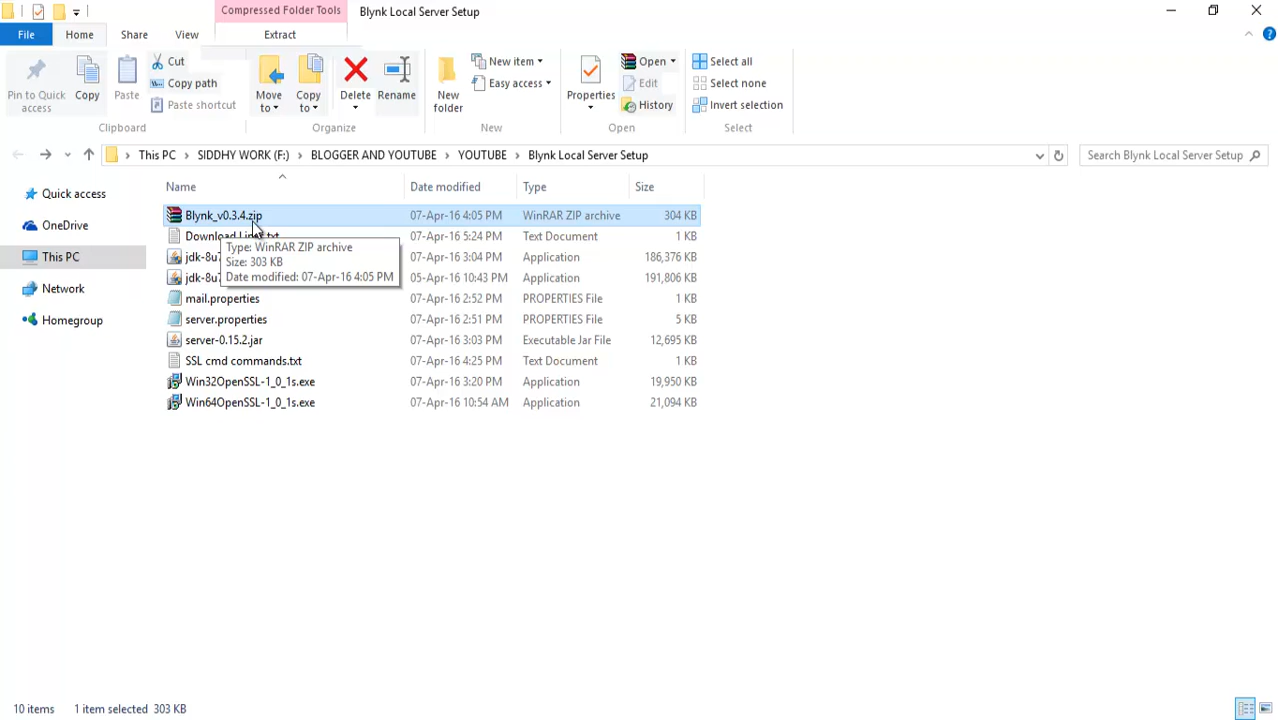 Compressed Folder Tools
Blynk Local Server Setup
File Home Share View Extract
Pin to Quick access
Copy
Paste
Cut
Copy path
Paste shortcut
Clipboard
Move to
Copy to
Delete
Rename
Organize
New folder
New item
Easy access
New
Properties
Open
Edit
History
Open
Select all
Select none
Invert selection
Select
This PC > SIDDHY WORK (F:) > BLOGGER AND YOUTUBE > YOUTUBE > Blynk Local Server Setup
Search Blynk Local Server Setup
Quick access
OneDrive
This PC
Network
Homegroup
Name Date modified Type Size
Blynk_v0.3.4.zip 07-Apr-16 4:05 PM WinRAR ZIP archive 304 KB
Download 07-Apr-16 5:24 PM Text Document 1 KB
jdk-8u7 07-Apr-16 3:04 PM Application 186,376 KB
jdk-8u7 05-Apr-16 10:43 PM Application 191,806 KB
mail.properties 07-Apr-16 2:52 PM PROPERTIES File 1 KB
server.properties 07-Apr-16 2:51 PM PROPERTIES File 5 KB
server-0.15.2.jar 07-Apr-16 3:03 PM Executable Jar File 12,695 KB
SSL cmd commands.txt 07-Apr-16 4:25 PM Text Document 1 KB
Win32OpenSSL-1_0_1s.exe 07-Apr-16 3:20 PM Application 19,950 KB
Win64OpenSSL-1_0_1s.exe 07-Apr-16 10:54 AM Application 21,094 KB
Type: WinRAR ZIP archive
Size: 303 KB
Date modified: 07-Apr-16 4:05 PM
10 items 1 item selected 303 KB